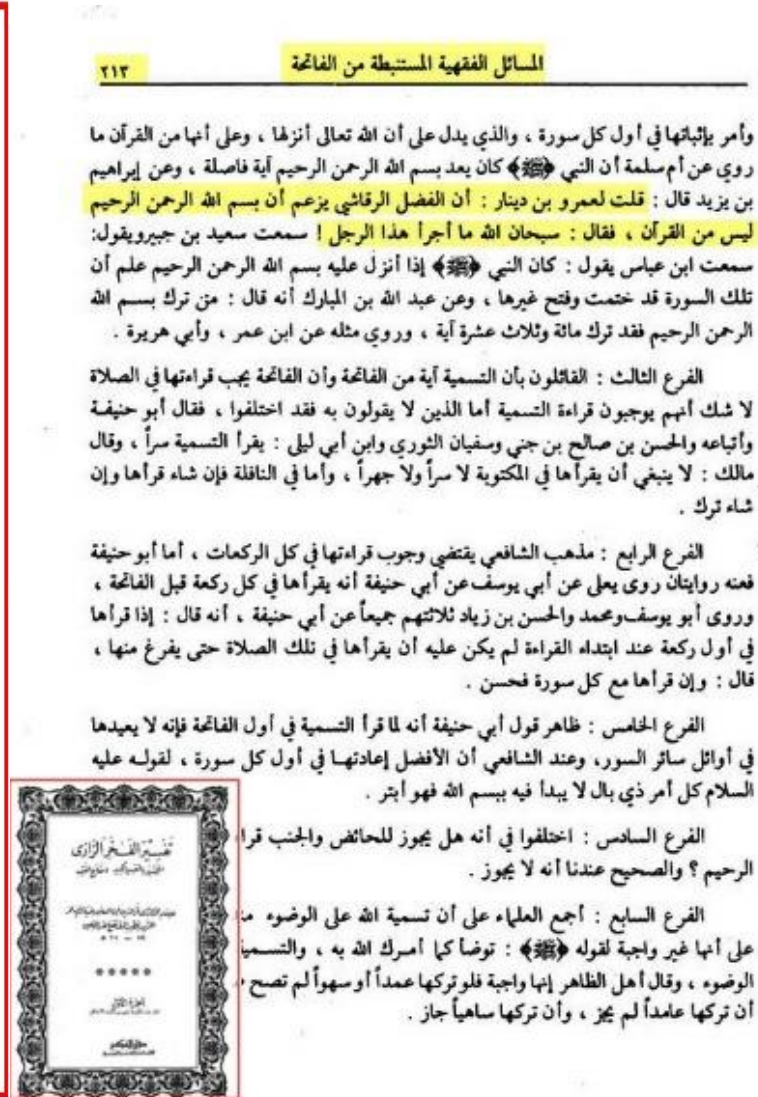 المسائل الفقهية المستنبطة من الفاتحة
٢١٣
وأمر بإثباتها في أول كل سورة ، والذي يدل على أن الله تعالى أنزلها ، وعلى أنها من القرآن ما
روي عن أم سلمة أن النبي ﴿ﷺ﴾ كان يعد بسم الله الرحمن الرحيم آية فاصلة ، وعن إبراهيم
بن يزيد قال : قلت لعمرو بن دينار : أن الفضل الرقاشي يزعم أن بسم الله الرحمن الرحيم
ليس من القرآن ، فقال : سبحان الله ما أجرأ هذا الرجل ! سمعت سعيد بن جبير ويقول:
سمعت ابن عباس يقول : كان النبي ﴿ﷺ﴾ إذا أنزل عليه بسم الله الرحمن الرحيم علم أن
تلك السورة قد ختمت وفتح غيرها ، وعن عبد الله بن المبارك أنه قال : من ترك بسم الله
الرحمن الرحيم فقد ترك مائة وثلاث عشرة آية ، وروي مثله عن ابن عمر ، وأبي هريرة .
الفرع الثالث : القائلون بأن التسمية آية من الفاتحة وأن الفاتحة يجب قراءتها في الصلاة
لا شك أنهم يوجبون قراءة التسمية أما الذين لا يقولون به فقد اختلفوا ، فقال أبو حنيفة
وأتباعه والحسن بن صالح بن جني وسفيان الثوري وابن أبي ليلى : يقرأ التسمية سراً ، وقال
مالك : لا ينبغي أن يقرأها في المكتوبة لا سراً ولا جهراً ، وأما في النافلة فإن شاء قرأها وإن
شاء ترك .
الفرع الرابع : مذهب الشافعي يقتضي وجوب قراءتها في كل الركعات ، أما أبو حنيفة
فعنه روايتان روى يعلى عن أبي يوسف عن أبي حنيفة أنه يقرأها في كل ركعة قبل الفاتحة ،
وروى أبو يوسف ومحمد والحسن بن زياد ثلاثتهم جميعاً عن أبي حنيفة ، أنه قال : إذا قرأها
في أول ركعة عند ابتداء القراءة لم يكن عليه أن يقرأها في تلك الصلاة حتى يفرغ منها ،
قال : وإن قرأها مع كل سورة فحسن .
الفرع الخامس : ظاهر قول أبي حنيفة أنه لما قرأ التسمية في أول الفاتحة فإنه لا يعيدها
في أوائل سائر السور، وعند الشافعي أن الأفضل إعادتها في أول كل سورة ، لقوله عليه
السلام كل أمر ذي بال لا يبدأ فيه ببسم الله فهو أبتر .
الفرع السادس : اختلفوا في أنه هل يجوز للحائض والجنب قراء
الرحيم ؟ والصحيح عندنا أنه لا يجوز .
الفرع السابع : أجمع العلماء على أن تسمية الله على الوضوء
على أنها غير واجبة لقوله ﴿ﷺ﴾ : توضأ كما أمرك الله به ، والتسمية
الوضوء ، وقال أهل الظاهر إنها واجبة فلو تركها عمداً أو سهواً لم تصح
أن تركها عامداً لم يجز ، وأن تركها ساهياً جاز .
تفسير الفخر الرازي